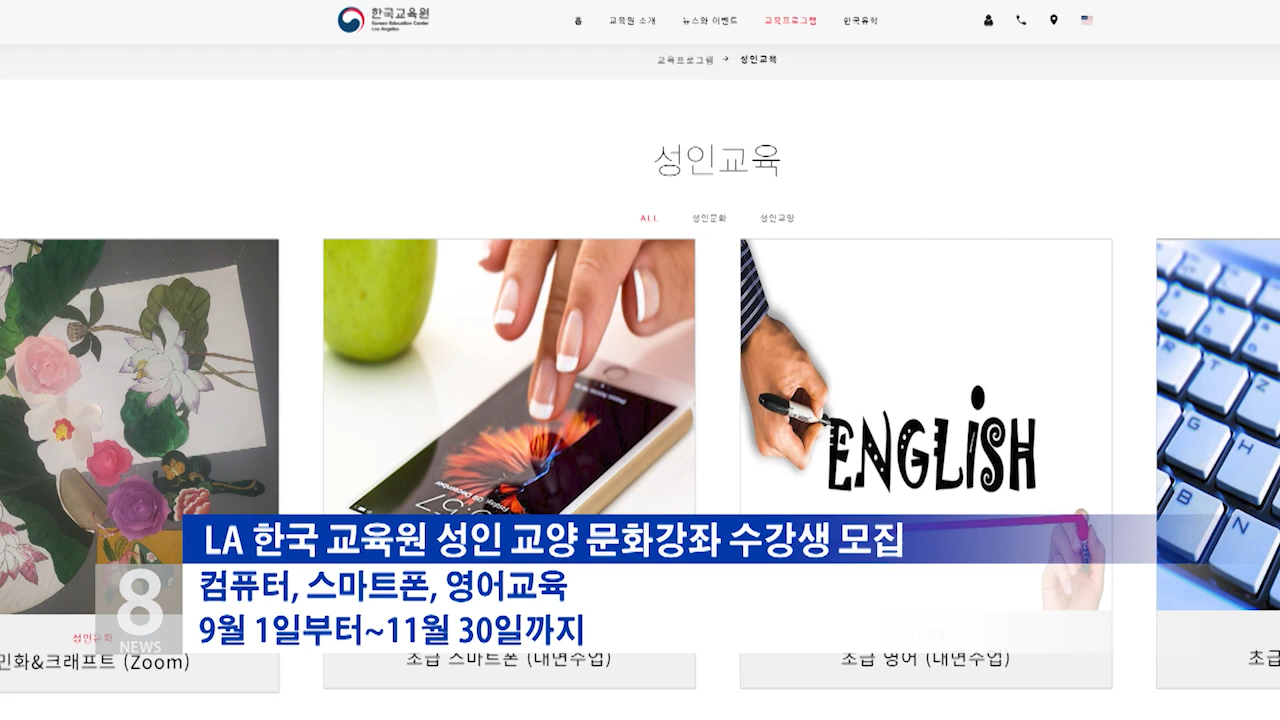 한국교육원
Korean Education Center
Los Angeles
홈 교육원 소개 뉴스와 이벤트 교육프로그램 한국유학
교육프로그램 → 성인교육
성인교육
ALL 성인문화 성인교양
ENGLISH
R T Z
G H
B N
LA 한국 교육원 성인 교양 문화강좌 수강생 모집
컴퓨터, 스마트폰, 영어교육
9월 1일부터~11월 30일까지
8
NEWS
성인문화
민화&크래프트 (Zoom)
초급 스마트폰 (대면수업)
초급 영어 (대면수업)
초급